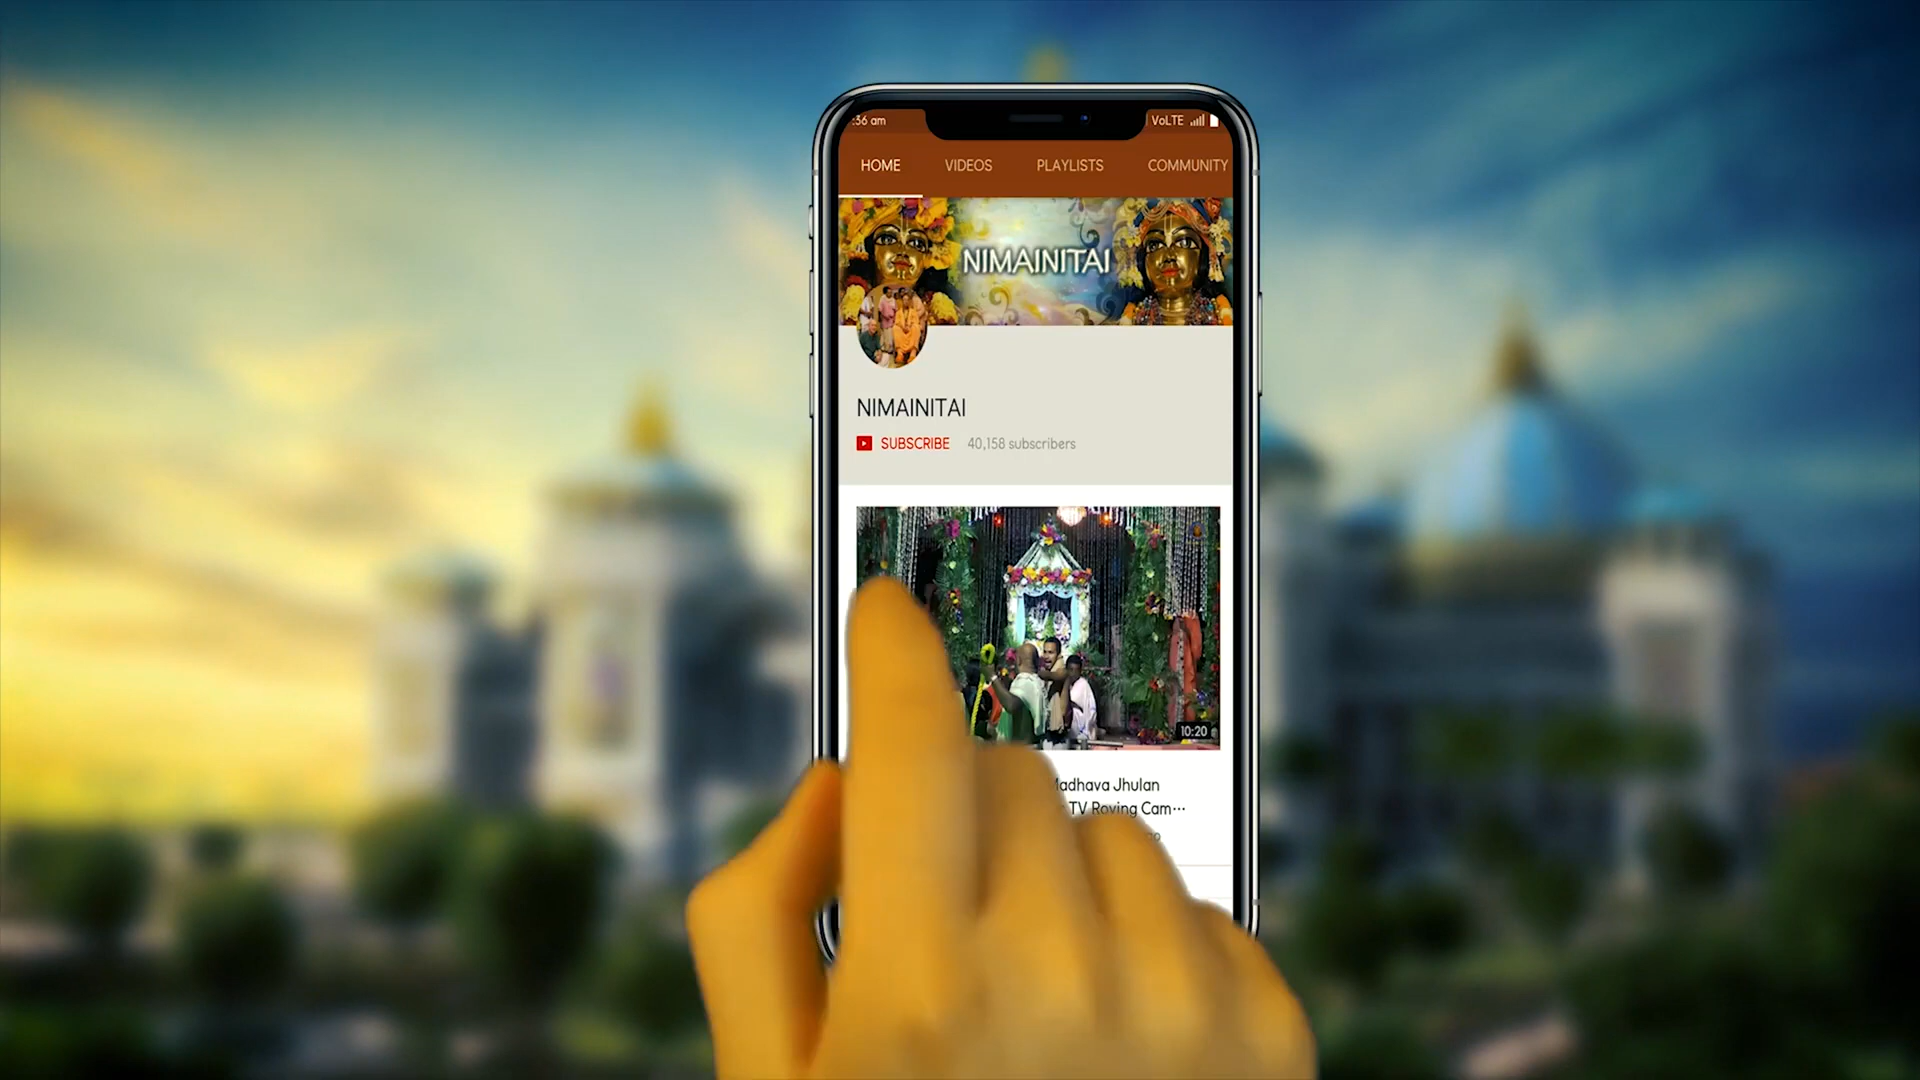 :36 am VoLTE
HOME VIDEOS PLAYLISTS COMMUNITY
NIMAINITAI
NIMAINITAI
SUBSCRIBE 40,158 subscribers
10:20
Jhulan
TV Roving Cam...